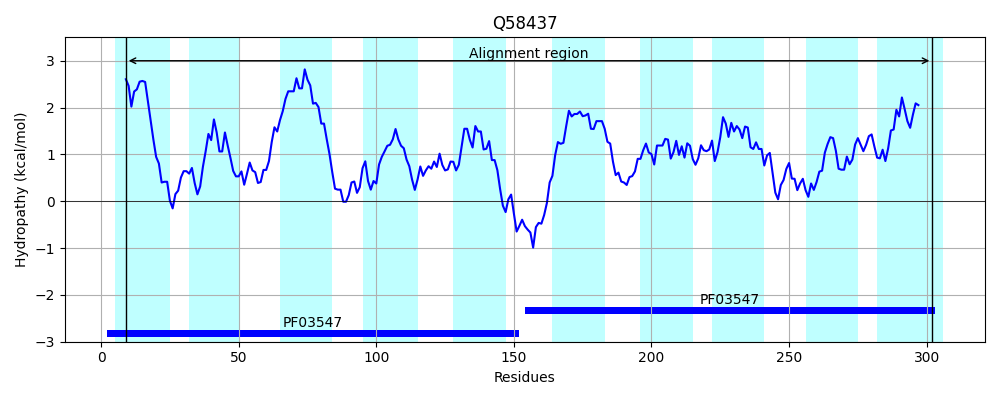 Q58437
Alignment region
3
2
1
0
−1
−2
−3
Hydropathy (kcal/mol)
PF03547
PF03547
0 50 100 150 200 250 300
Residues